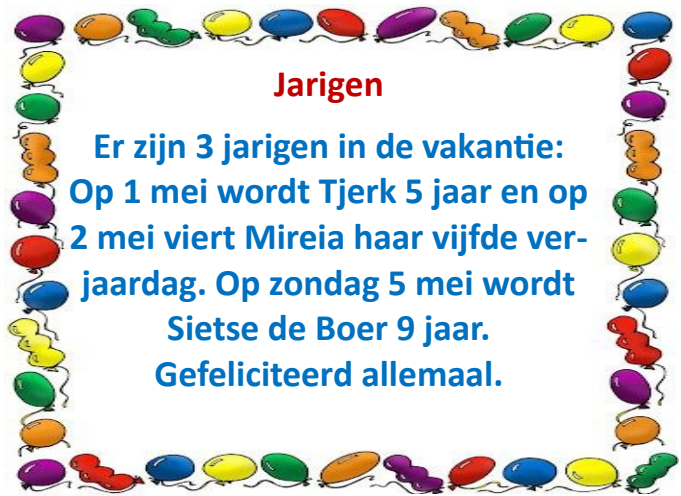 Jarigen
Er zijn 3 jarigen in de vakantie:
Op 1 mei wordt Tjerk 5 jaar en op
2 mei viert Mireia haar vijfde ver-
jaardag. Op zondag 5 mei wordt
Sietse de Boer 9 jaar.
Gefeliciteerd allemaal.